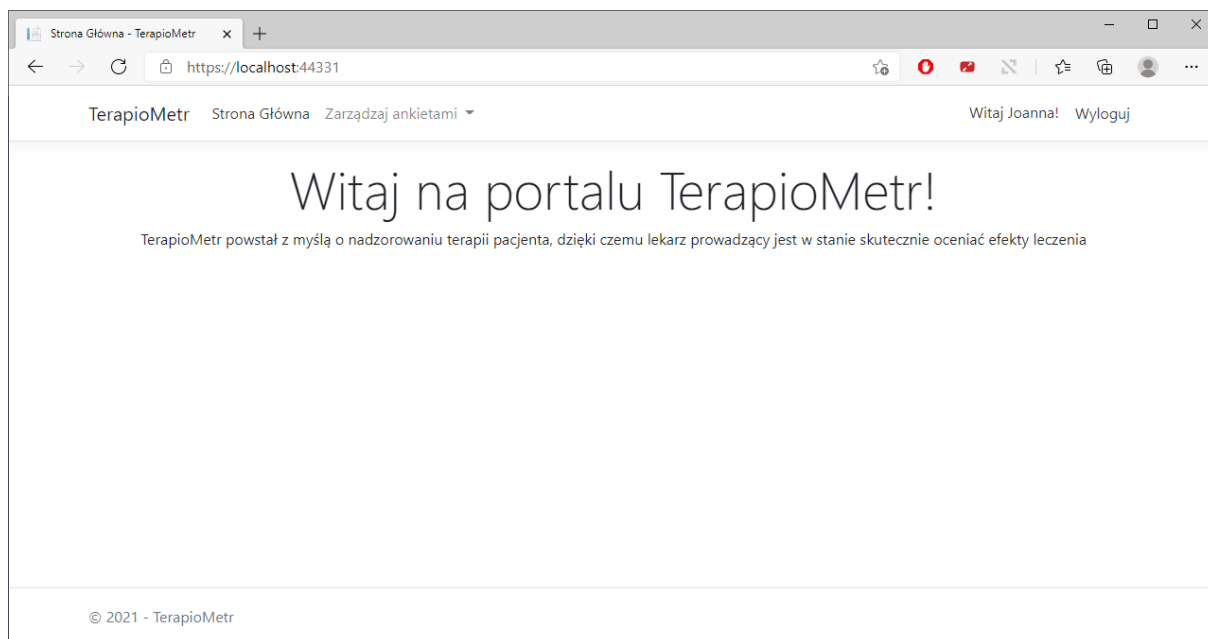 Strona Główna - TerapioMetr
https://localhost:44331
TerapioMetr Strona Główna Zarządzaj ankietami Witaj Joanna! Wyloguj
Witaj na portalu TerapioMetr!
TerapioMetr powstał z myślą o nadzorowaniu terapii pacjenta, dzięki czemu lekarz prowadzący jest w stanie skutecznie oceniać efekty leczenia
© 2021 - TerapioMetr